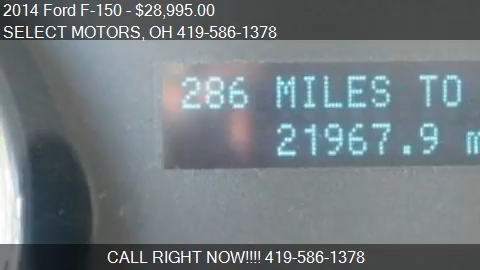 2014 Ford F-150 - $28,995.00
SELECT MOTORS, OH 419-586-1378
286 MILES TO
21967.9 m
CALL RIGHT NOW!!!! 419-586-1378